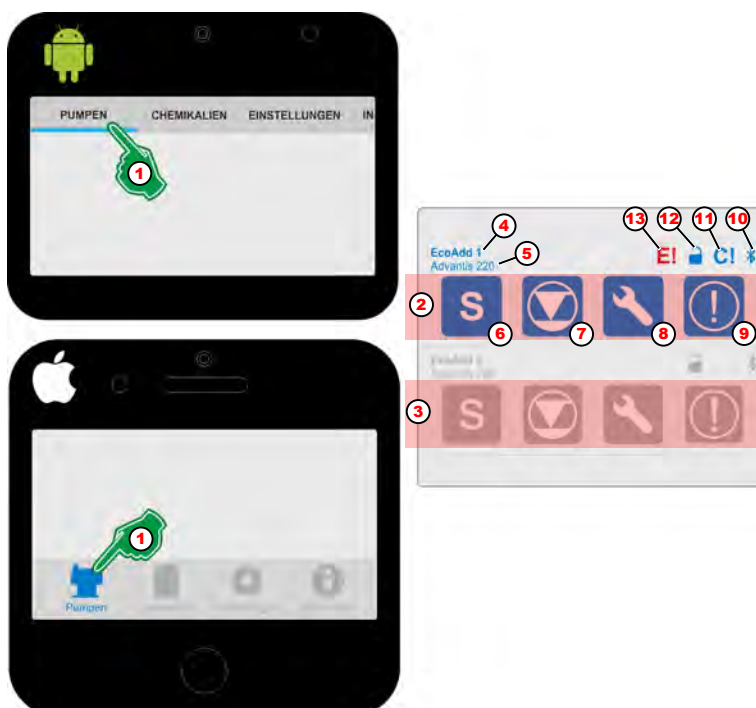 PUMPEN CHEMIKALIEN EINSTELLUNGEN IN
1
1
Pumpen
13 12 11 10
4
EcoAdd 1
E! C!
Advantis 220
5
2
S
6 7 8 9
3
S